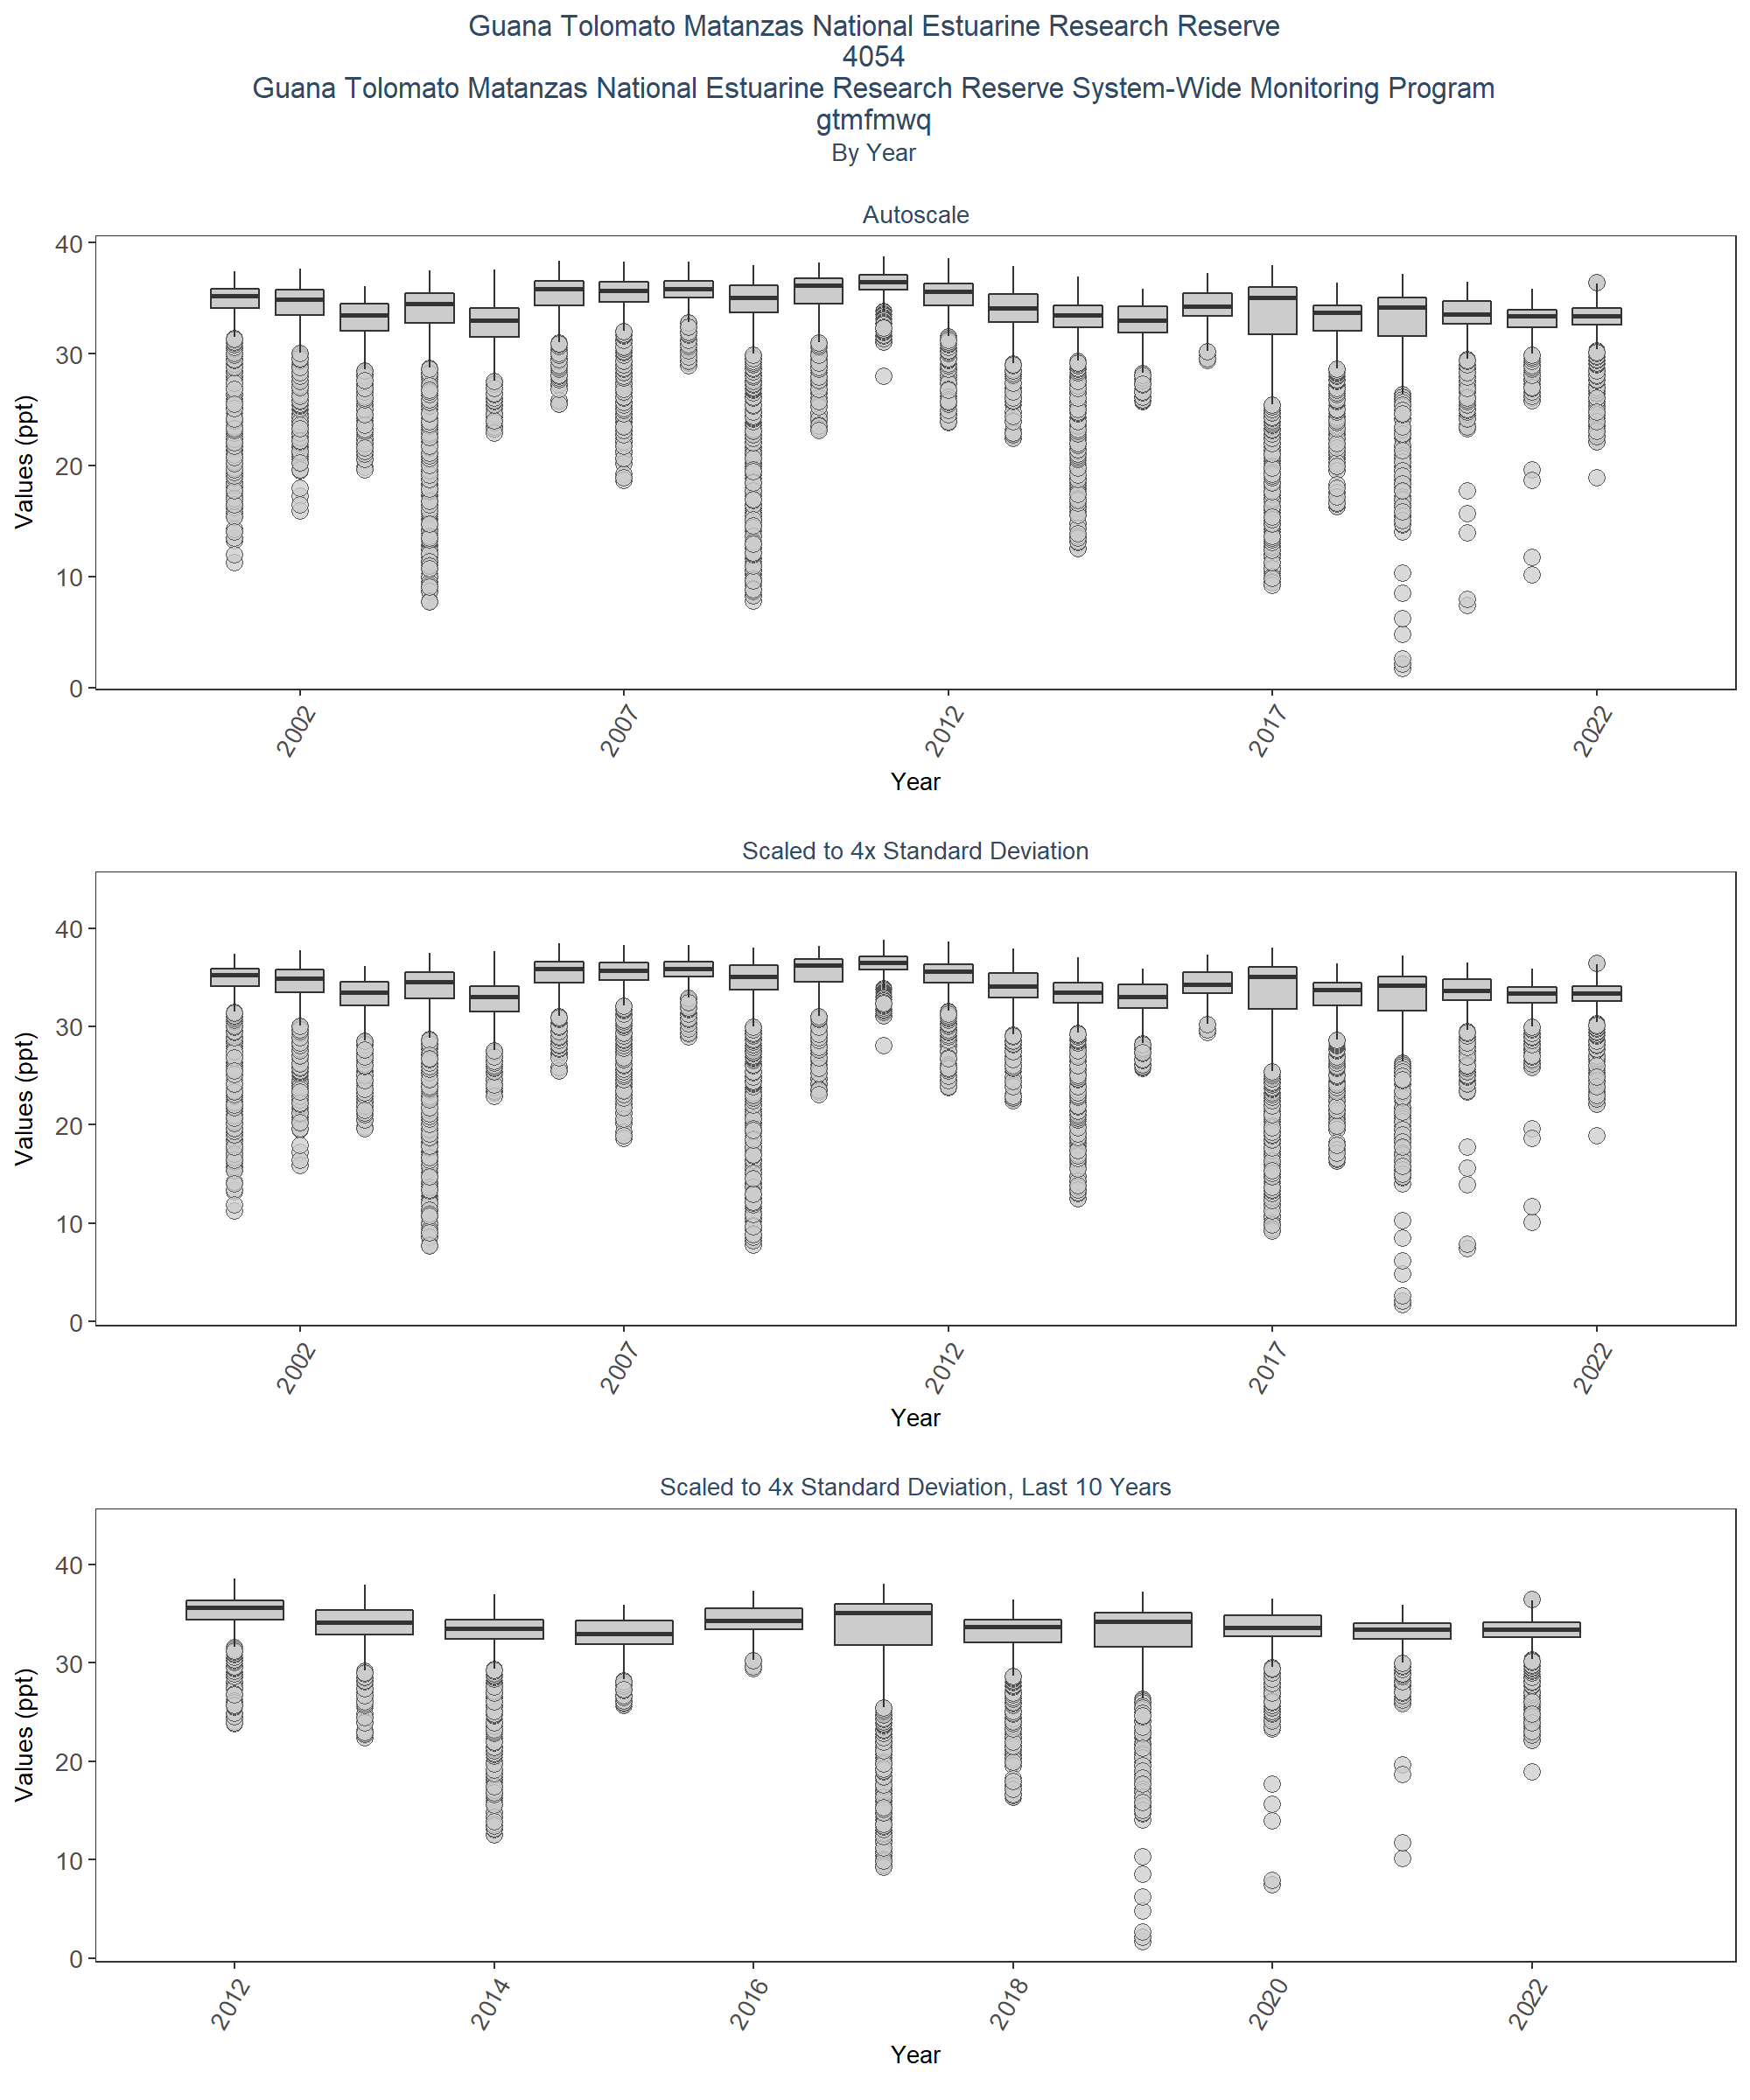 Guana Tolomato Matanzas National Estuarine Research Reserve
4054
Guana Tolomato Matanzas National Estuarine Research Reserve System-Wide Monitoring Program
gtmfmwq
By Year
Autoscale
Values (ppt)
40
30
20
10
0
2002
2007
2012
2017
2022
Year
Scaled to 4x Standard Deviation
Values (ppt)
40
30
20
10
0
2002
2007
2012
2017
2022
Year
Scaled to 4x Standard Deviation, Last 10 Years
Values (ppt)
40
30
20
10
0
2012
2014
2016
2018
2020
2022
Year